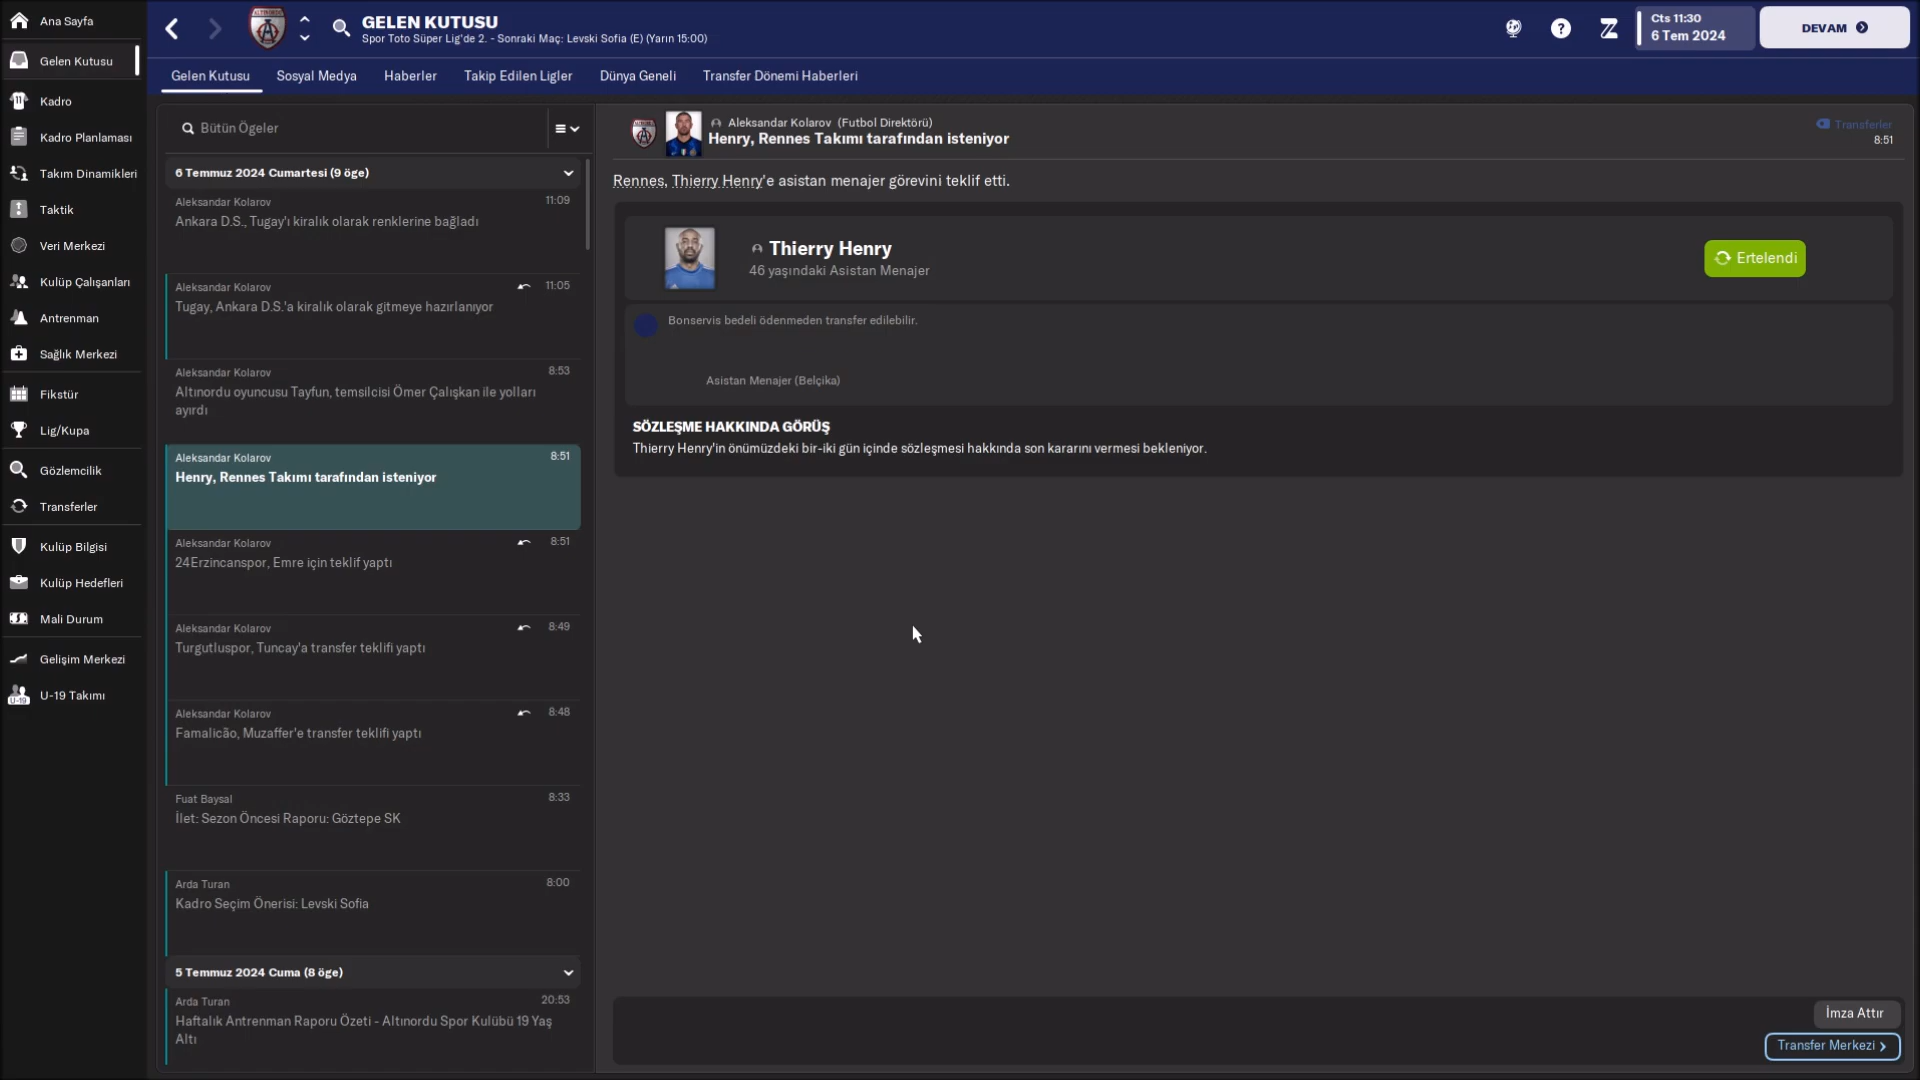 Ana Sayfa
Gelen Kutusu
Kadro
Kadro Planlaması
Takım Dinamikleri
Taktik
Veri Merkezi
Kulüp Çalışanları
Antrenman
Sağlık Merkezi
Fikstür
Lig/Kupa
Gözlemcilik
Transferler
Kulüp Bilgisi
Kulüp Hedefleri
Mali Durum
Gelişim Merkezi
U-19 Takımı
GELEN KUTUSU
Spor Toto Süper Lig'de 2. - Sonraki Maç: Levski Sofia (E) (Yarın 15:00)
Cts 11:30
6 Tem 2024
DEVAM
Gelen Kutusu Sosyal Medya Haberler Takip Edilen Ligler Dünya Geneli Transfer Dönemi Haberleri
Bütün Ögeler
6 Temmuz 2024 Cumartesi (9 öge)
Aleksandar Kolarov 11:09
Ankara D.S., Tugay'ı kiralık olarak renklerine bağladı
Aleksandar Kolarov 11:05
Tugay, Ankara D.S.'a kiralık olarak gitmeye hazırlanıyor
Aleksandar Kolarov 8:53
Altınordu oyuncusu Tayfun, temsilcisi Ömer Çalışkan ile yolları
ayırdı
Aleksandar Kolarov 8:51
Henry, Rennes Takımı tarafından isteniyor
Aleksandar Kolarov 8:51
24Erzincanspor, Emre için teklif yaptı
Aleksandar Kolarov 8:49
Turgutluspor, Tuncay'a transfer teklifi yaptı
Aleksandar Kolarov 8:48
Famalicão, Muzaffer'e transfer teklifi yaptı
Fuat Baysal 8:33
İlet: Sezon Öncesi Raporu: Göztepe SK
Arda Turan 8:00
Kadro Seçim Önerisi: Levski Sofia
5 Temmuz 2024 Cuma (8 öge)
Arda Turan 20:53
Haftalık Antrenman Raporu Özeti - Altınordu Spor Kulübü 19 Yaş
Altı
Aleksandar Kolarov (Futbol Direktörü)
Henry, Rennes Takımı tarafından isteniyor
Transferler
8:51
Rennes, Thierry Henry'e asistan menajer görevini teklif etti.
Thierry Henry
46 yaşındaki Asistan Menajer
Ertelendi
Bonservis bedeli ödenmeden transfer edilebilir.
Asistan Menajer (Belçika)
SÖZLEŞME HAKKINDA GÖRÜŞ
Thierry Henry'in önümüzdeki bir-iki gün içinde sözleşmesi hakkında son kararını vermesi bekleniyor.
İmza Attır
Transfer Merkezi